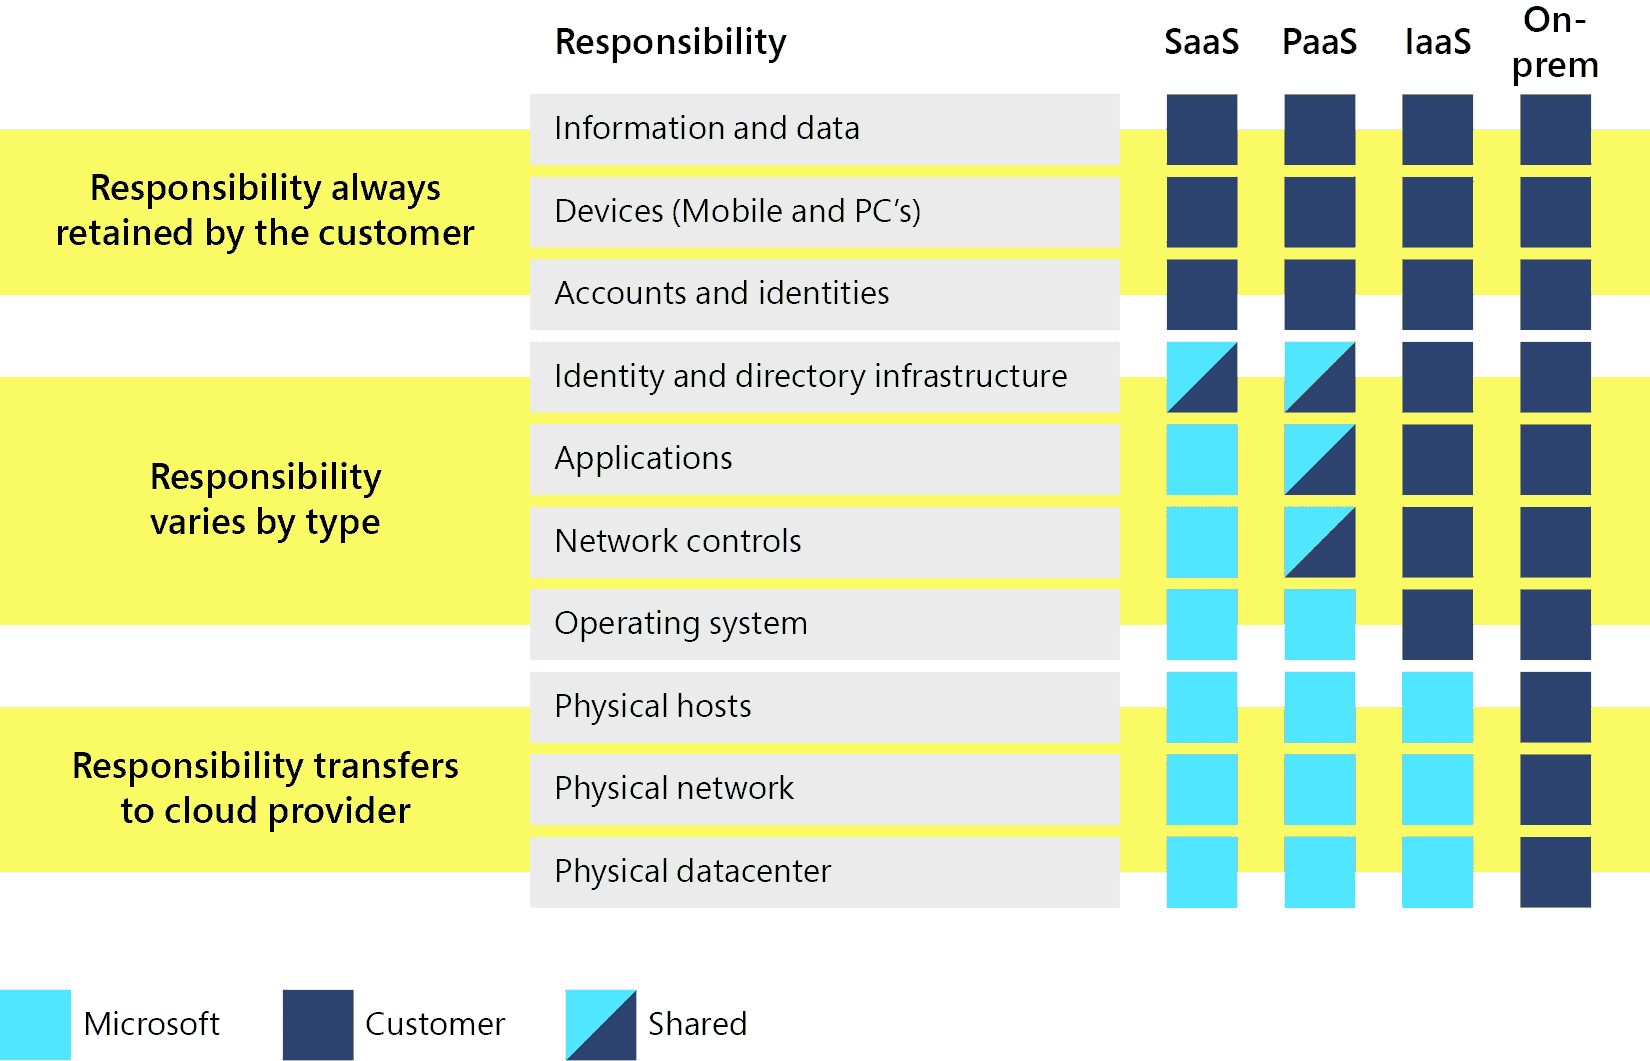 Responsibility
SaaS
PaaS
IaaS
On-
prem
Responsibility always
retained by the customer
Information and data
Devices (Mobile and PC’s)
Accounts and identities
Responsibility
varies by type
Identity and directory infrastructure
Applications
Network controls
Operating system
Responsibility transfers
to cloud provider
Physical hosts
Physical network
Physical datacenter
Microsoft
Customer
Shared